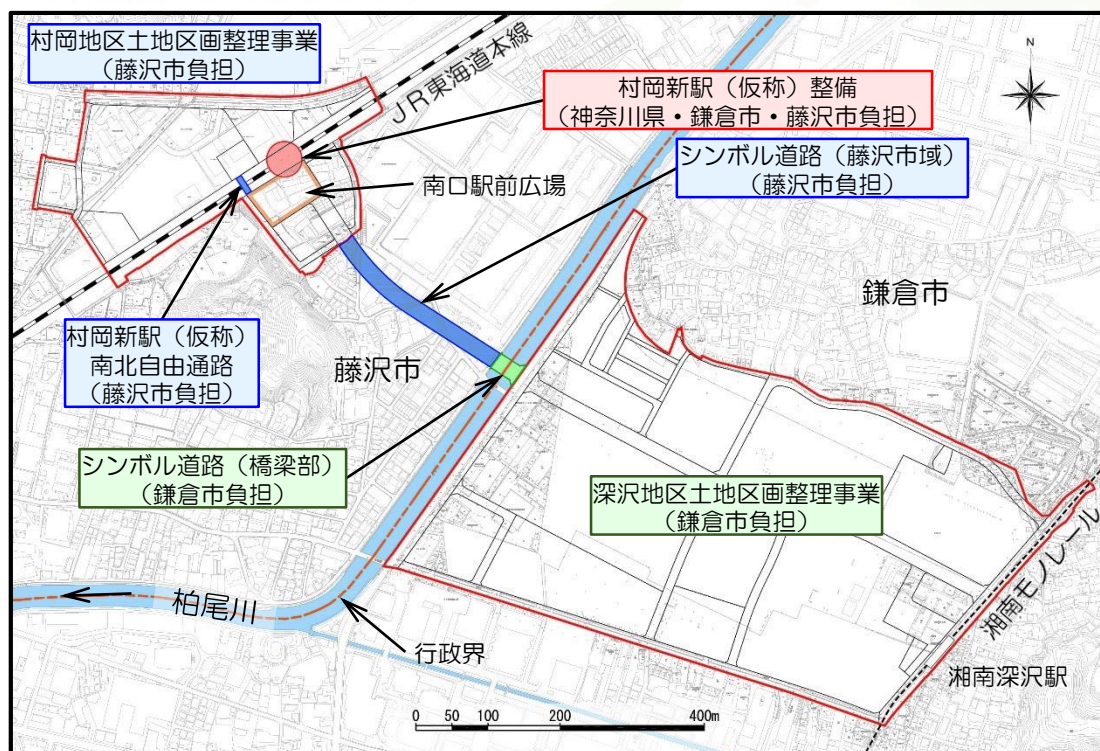 村岡地区土地区画整理事業
(藤沢市負担)
JR東海道本線
N
村岡新駅(仮称)整備
(神奈川県・鎌倉市・藤沢市負担)
シンボル道路(藤沢市域)
(藤沢市負担)
南口駅前広場
鎌倉市
村岡新駅(仮称)
南北自由通路
(藤沢市負担)
藤沢市
シンボル道路(橋梁部)
(鎌倉市負担)
深沢地区土地区画整理事業
(鎌倉市負担)
湘南モノレール
柏尾川
行政界
湘南深沢駅
0 50 100 200 400m